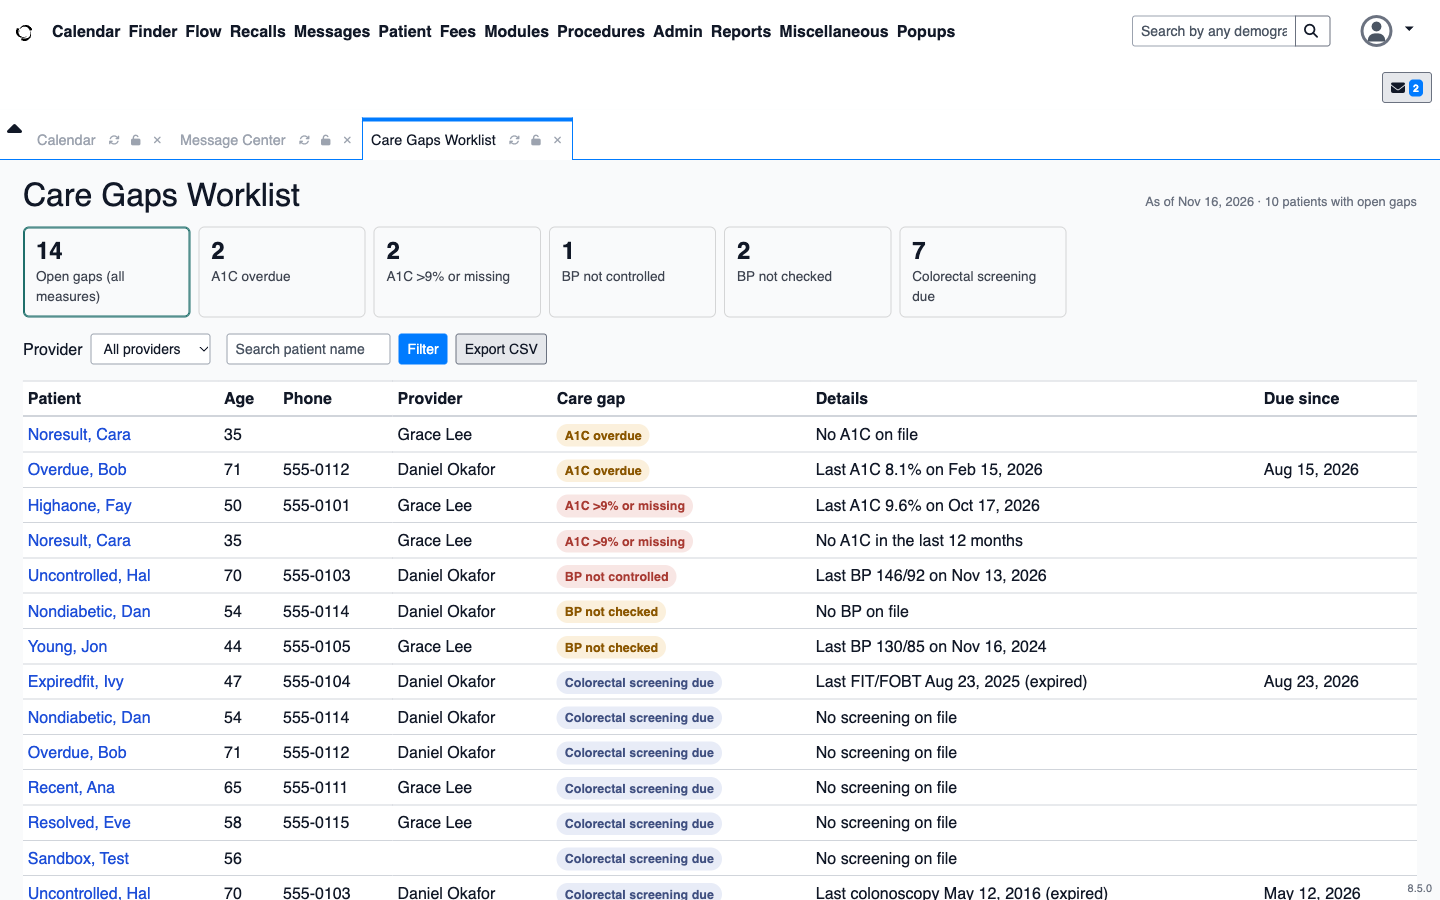 Calendar Finder Flow Recalls Messages Patient Fees Modules Procedures Admin Reports Miscellaneous Popups
Search by any demogra
2
Calendar
Message Center
Care Gaps Worklist
Care Gaps Worklist
As of Nov 16, 2026 · 10 patients with open gaps
14
Open gaps (all
measures)
2
A1C overdue
2
A1C >9% or missing
1
BP not controlled
2
BP not checked
7
Colorectal screening
due
Provider All providers Search patient name Filter Export CSV
Patient Age Phone Provider Care gap Details Due since
Noresult, Cara 35 Grace Lee A1C overdue No A1C on file
Overdue, Bob 71 555-0112 Daniel Okafor A1C overdue Last A1C 8.1% on Feb 15, 2026 Aug 15, 2026
Highaone, Fay 50 555-0101 Grace Lee A1C >9% or missing Last A1C 9.6% on Oct 17, 2026
Noresult, Cara 35 Grace Lee A1C >9% or missing No A1C in the last 12 months
Uncontrolled, Hal 70 555-0103 Daniel Okafor BP not controlled Last BP 146/92 on Nov 13, 2026
Nondiabetic, Dan 54 555-0114 Daniel Okafor BP not checked No BP on file
Young, Jon 44 555-0105 Grace Lee BP not checked Last BP 130/85 on Nov 16, 2024
Expiredfit, Ivy 47 555-0104 Daniel Okafor Colorectal screening due Last FIT/FOBT Aug 23, 2025 (expired) Aug 23, 2026
Nondiabetic, Dan 54 555-0114 Daniel Okafor Colorectal screening due No screening on file
Overdue, Bob 71 555-0112 Daniel Okafor Colorectal screening due No screening on file
Recent, Ana 65 555-0111 Grace Lee Colorectal screening due No screening on file
Resolved, Eve 58 555-0115 Grace Lee Colorectal screening due No screening on file
Sandbox, Test 56 Colorectal screening due No screening on file
Uncontrolled, Hal 70 555-0103 Daniel Okafor Colorectal screening due Last colonoscopy May 12, 2016 (expired) May 12, 2026
8.5.0